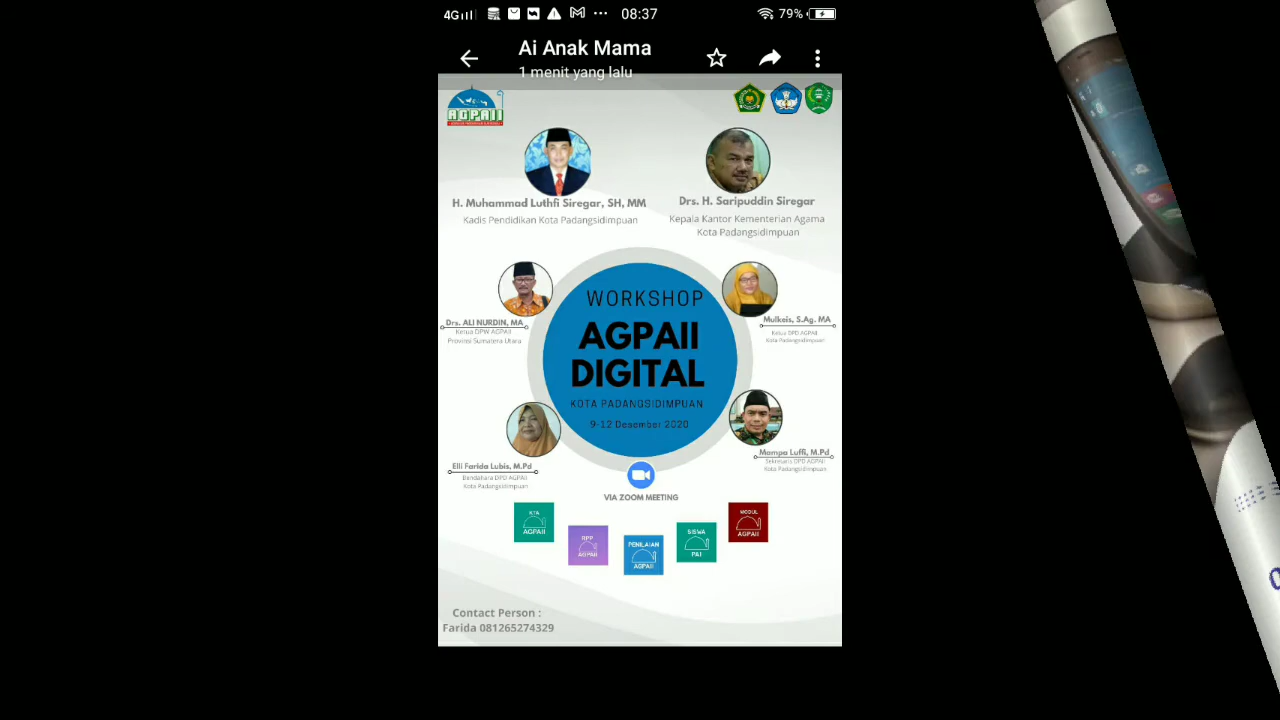 4G
08:37
79%
Ai Anak Mama
1 menit yang lalu
AGPAII
H. Muhammad Luthfi Siregar, SH, MM
Kadis Pendidikan Kota Padangsidimpuan
Drs. H. Saripuddin Siregar
Kepala Kantor Kementerian Agama
Kota Padangsidimpuan
WORKSHOP
AGPAII
DIGITAL
KOTA PADANGSIDIMPUAN
9-12 Desember 2020
Drs. ALI NURDIN, MA
Ketua DPW AGPAII
Provinsi Sumatera Utara
Mulkeis, S.Ag. MA
Ketua DPD AGPAII
Kota Padangsidimpuan
Elli Farida Lubis, M.Pd
Bendahara DPD AGPAII
Kota Padangsidimpuan
Mampa Luffi, M.Pd
Sekretaris DPD AGPAII
Kota Padangsidimpuan
VIA ZOOM MEETING
KTA
AGPAII
RPP
AGPAII
PENILAIAN
AGPAII
SISWA
PAI
MODUL
AGPAII
Contact Person :
Farida 081265274329